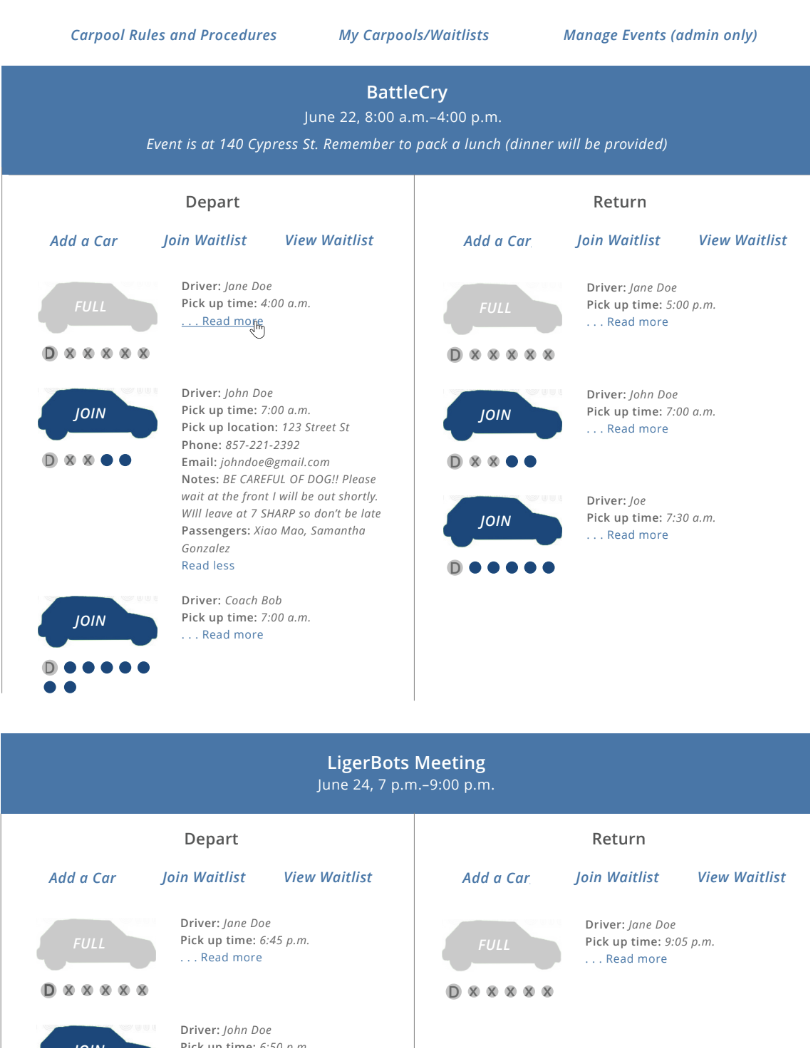 Carpool Rules and Procedures
My Carpools/Waitlists
Manage Events (admin only)
BattleCry
June 22, 8:00 a.m.–4:00 p.m.
Event is at 140 Cypress St. Remember to pack a lunch (dinner will be provided)
Depart
Add a Car
Join Waitlist
View Waitlist
FULL
D X X X X X
Driver: Jane Doe
Pick up time: 4:00 a.m.
. . . Read more
JOIN
D X X
Driver: John Doe
Pick up time: 7:00 a.m.
Pick up location: 123 Street St
Phone: 857-221-2392
Email: johndoe@gmail.com
Notes: BE CAREFUL OF DOG!! Please
wait at the front I will be out shortly.
WIll leave at 7 SHARP so don't be late
Passengers: Xiao Mao, Samantha
Gonzalez
Read less
JOIN
D
Driver: Coach Bob
Pick up time: 7:00 a.m.
. . . Read more
Return
Add a Car
Join Waitlist
View Waitlist
FULL
D X X X X X
Driver: Jane Doe
Pick up time: 5:00 p.m.
. . . Read more
JOIN
D X X
Driver: John Doe
Pick up time: 7:00 a.m.
. . . Read more
JOIN
D
Driver: Joe
Pick up time: 7:30 a.m.
. . . Read more
LigerBots Meeting
June 24, 7 p.m.–9:00 p.m.
Depart
Add a Car
Join Waitlist
View Waitlist
FULL
D X X X X X
Driver: Jane Doe
Pick up time: 6:45 p.m.
. . . Read more
JOIN
Driver: John Doe
Pick up time: 6:50 p.m.
Return
Add a Car
Join Waitlist
View Waitlist
FULL
D X X X X X
Driver: Jane Doe
Pick up time: 9:05 p.m.
. . . Read more